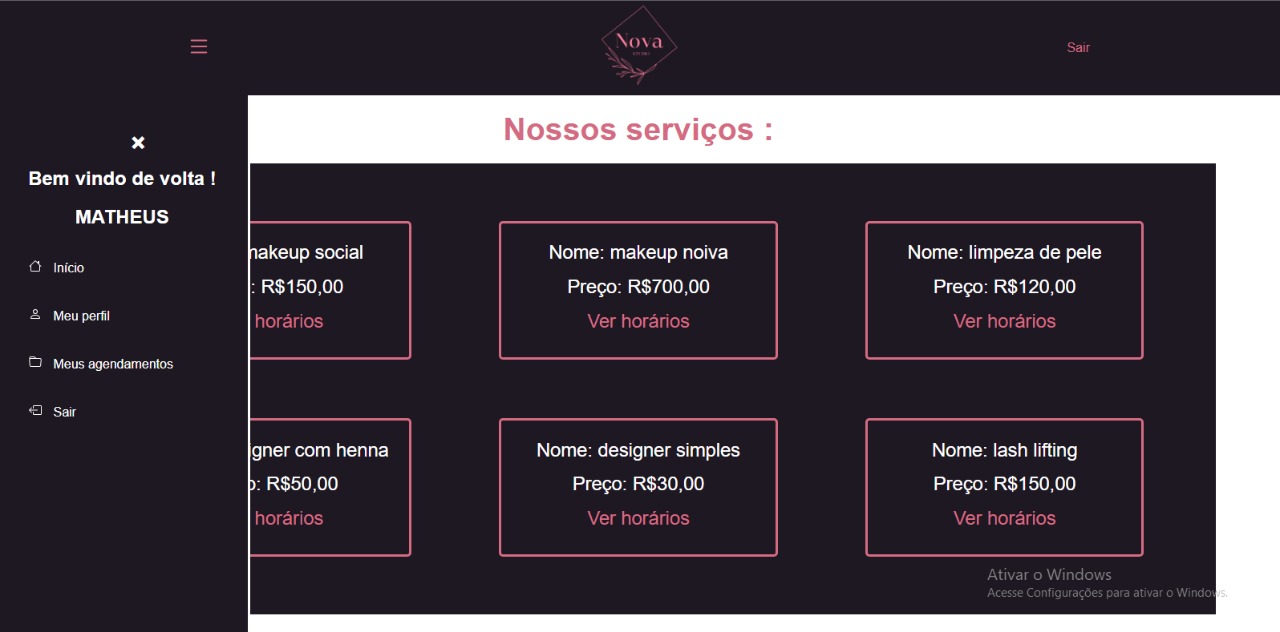 Nova
Sair
Nossos serviços :
Bem vindo de volta !
MATHEUS
Início
Meu perfil
Meus agendamentos
Sair
makeup social
: R$150,00
horários
Nome: makeup noiva
Preço: R$700,00
Ver horários
Nome: limpeza de pele
Preço: R$120,00
Ver horários
igner com henna
o: R$50,00
horários
Nome: designer simples
Preço: R$30,00
Ver horários
Nome: lash lifting
Preço: R$150,00
Ver horários
Ativar o Windows
Acesse Configurações para ativar o Windows.